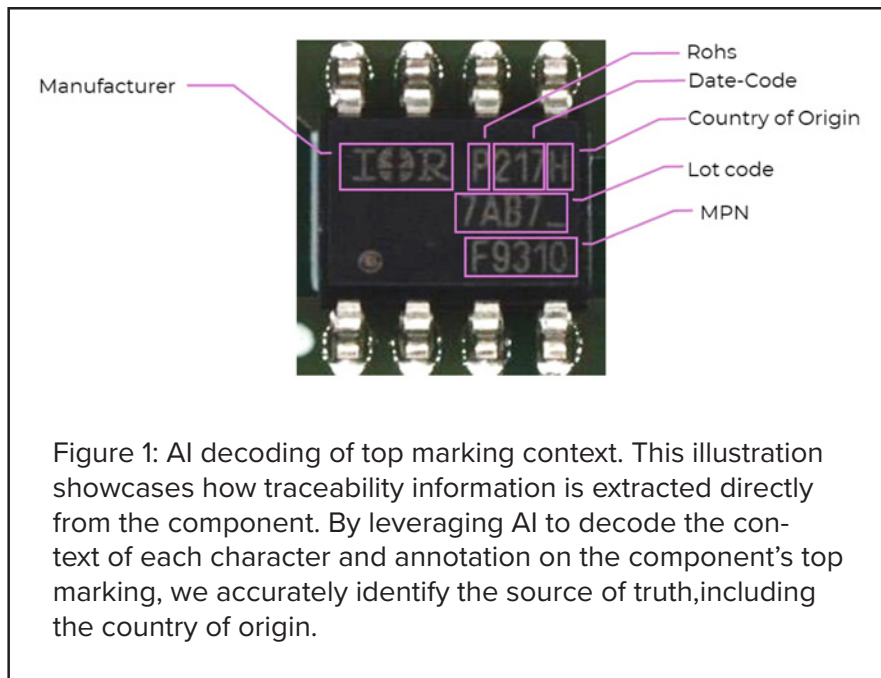 Manufacturer
Rohs
Date-Code
Country of Origin
Lot code
MPN
IOR P217H
7AB7_
F9310
Figure 1: AI decoding of top marking context. This illustration
showcases how traceability information is extracted directly
from the component. By leveraging AI to decode the con-
text of each character and annotation on the component's top
marking, we accurately identify the source of truth,including
the country of origin.